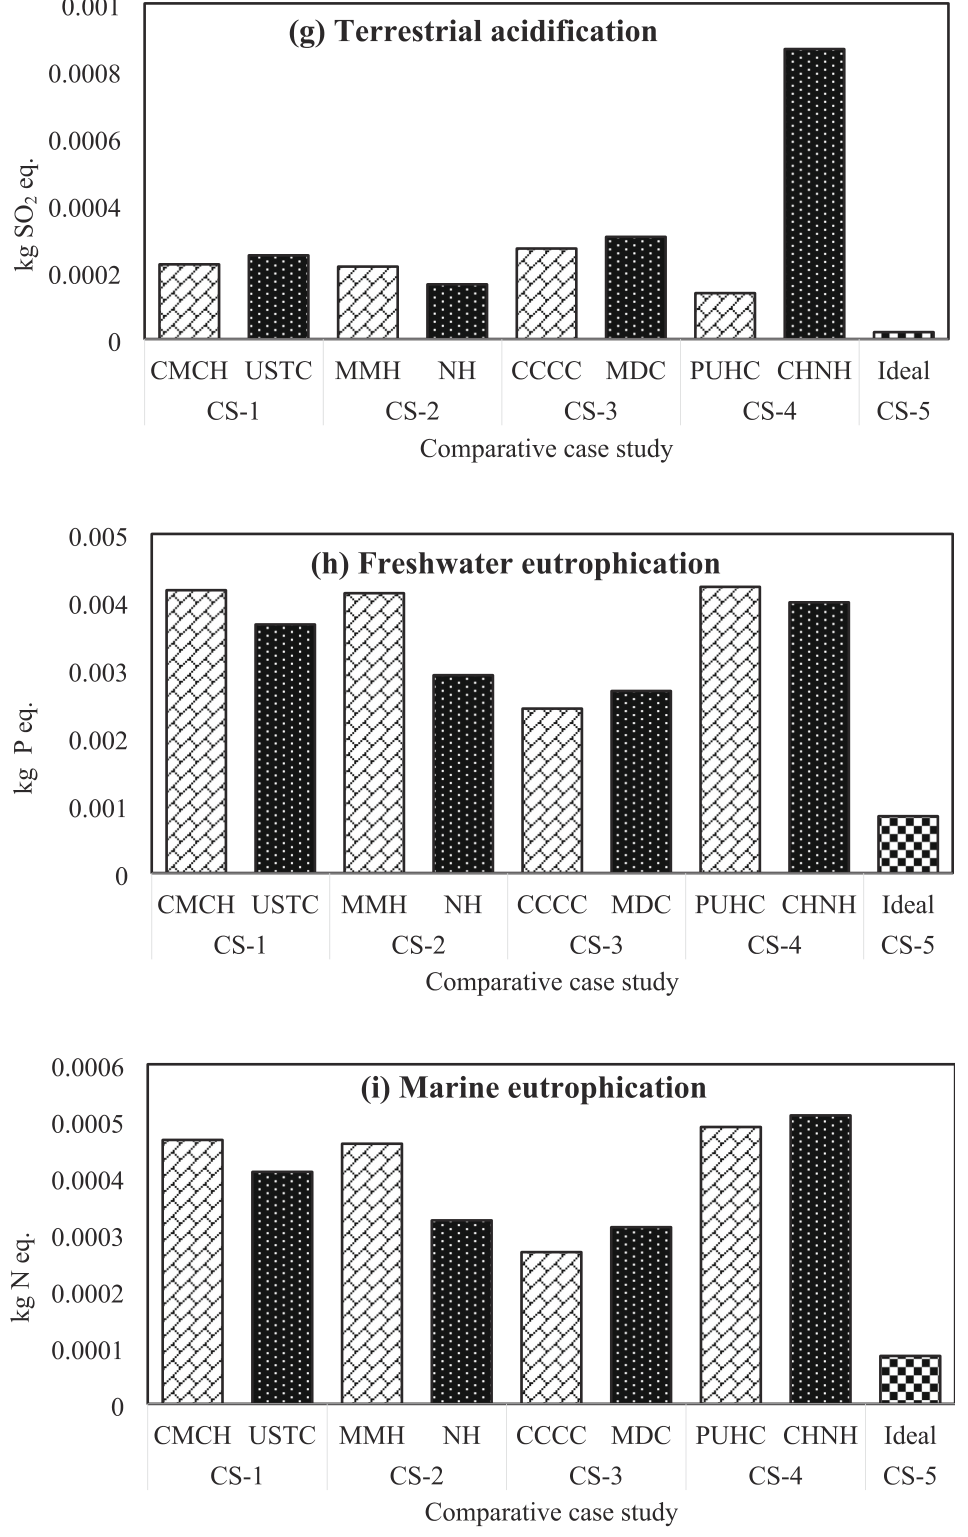 0.001
(g) Terrestrial acidification
0.0008
0.0006
0.0004
0.0002
0
kg SO₂ eq.
CMCH USTC MMH NH CCCC MDC PUHC CHNH Ideal
CS-1 CS-2 CS-3 CS-4 CS-5
Comparative case study
0.005
(h) Freshwater eutrophication
0.004
0.003
0.002
0.001
0
kg P eq.
CMCH USTC MMH NH CCCC MDC PUHC CHNH Ideal
CS-1 CS-2 CS-3 CS-4 CS-5
Comparative case study
0.0006
(i) Marine eutrophication
0.0005
0.0004
0.0003
0.0002
0.0001
0
kg N eq.
CMCH USTC MMH NH CCCC MDC PUHC CHNH Ideal
CS-1 CS-2 CS-3 CS-4 CS-5
Comparative case study